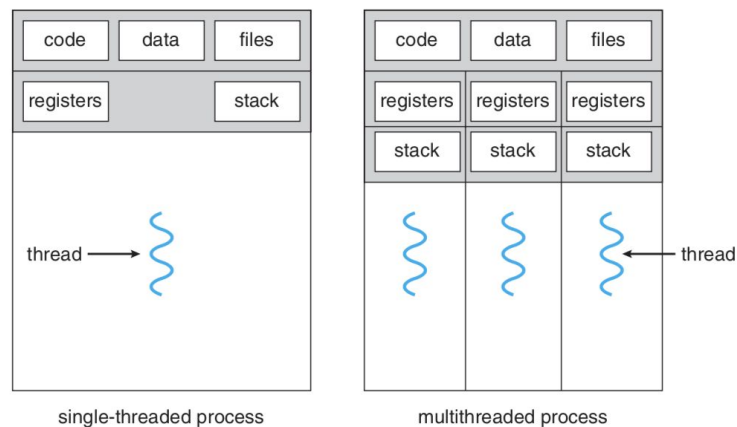 code data files
registers stack
thread
single-threaded process
code data files
registers registers registers
stack stack stack
thread
multithreaded process